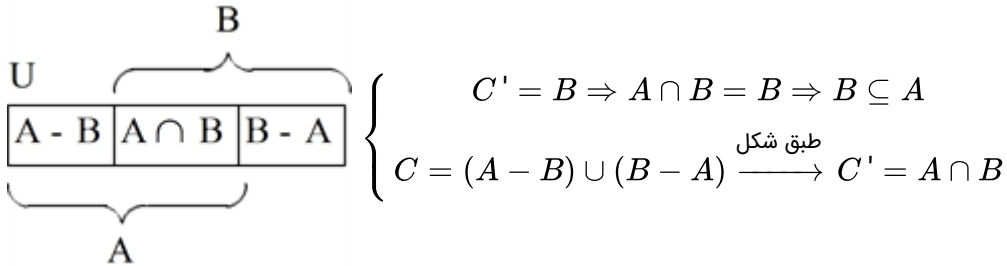 B
U
A - B A ∩ B B - A
A
C ' = B ⇒ A ∩ B = B ⇒ B ⊆ A
طبق شکل
C = (A − B) ∪ (B − A) ⟶ C ' = A ∩ B